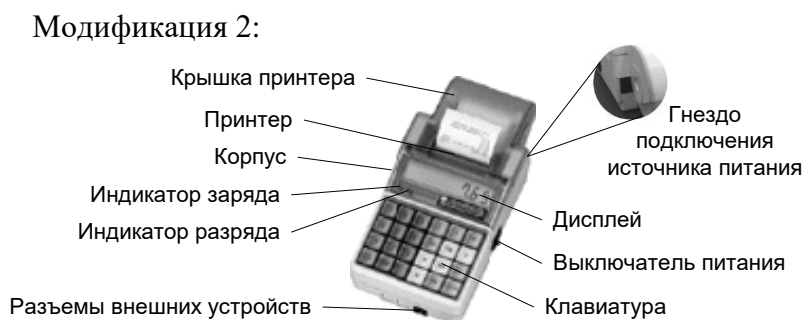 Модификация 2:
Крышка принтера
Принтер
Корпус
Индикатор заряда
Индикатор разряда
Разъемы внешних устройств
Гнездо
подключения
источника питания
Дисплей
Выключатель питания
Клавиатура